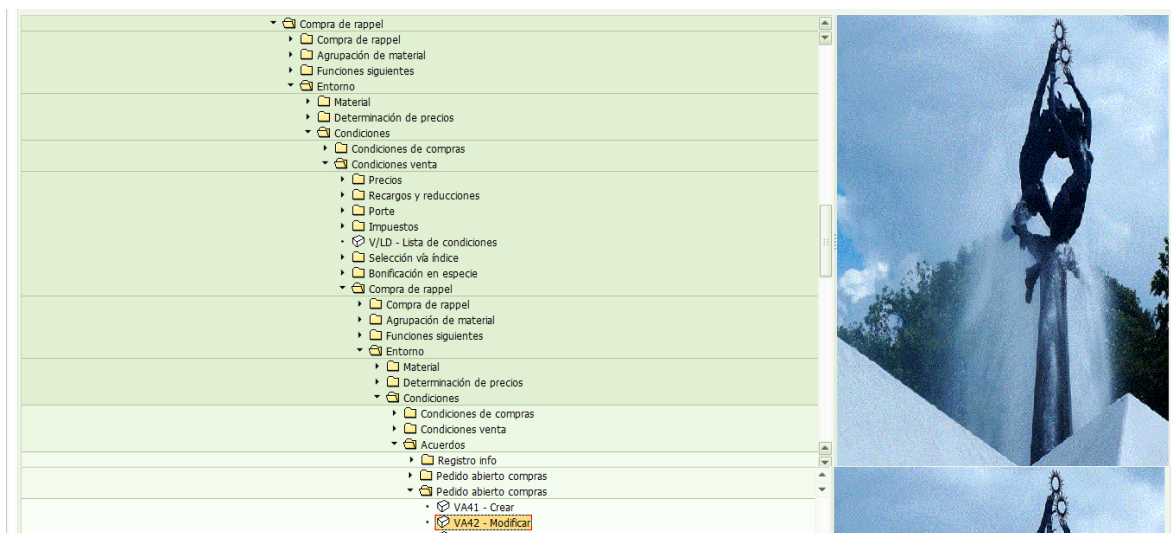 Compra de rappel
Compra de rappel
Agrupación de material
Funciones siguientes
Entorno
Material
Determinación de precios
Condiciones
Condiciones de compras
Condiciones venta
Precios
Recargos y reducciones
Porte
Impuestos
V/LD - Lista de condiciones
Selección vía índice
Bonificación en especie
Compra de rappel
Compra de rappel
Agrupación de material
Funciones siguientes
Entorno
Material
Determinación de precios
Condiciones
Condiciones de compras
Condiciones venta
Acuerdos
Registro info
Pedido abierto compras
Pedido abierto compras
VA41 - Crear
VA42 - Modificar